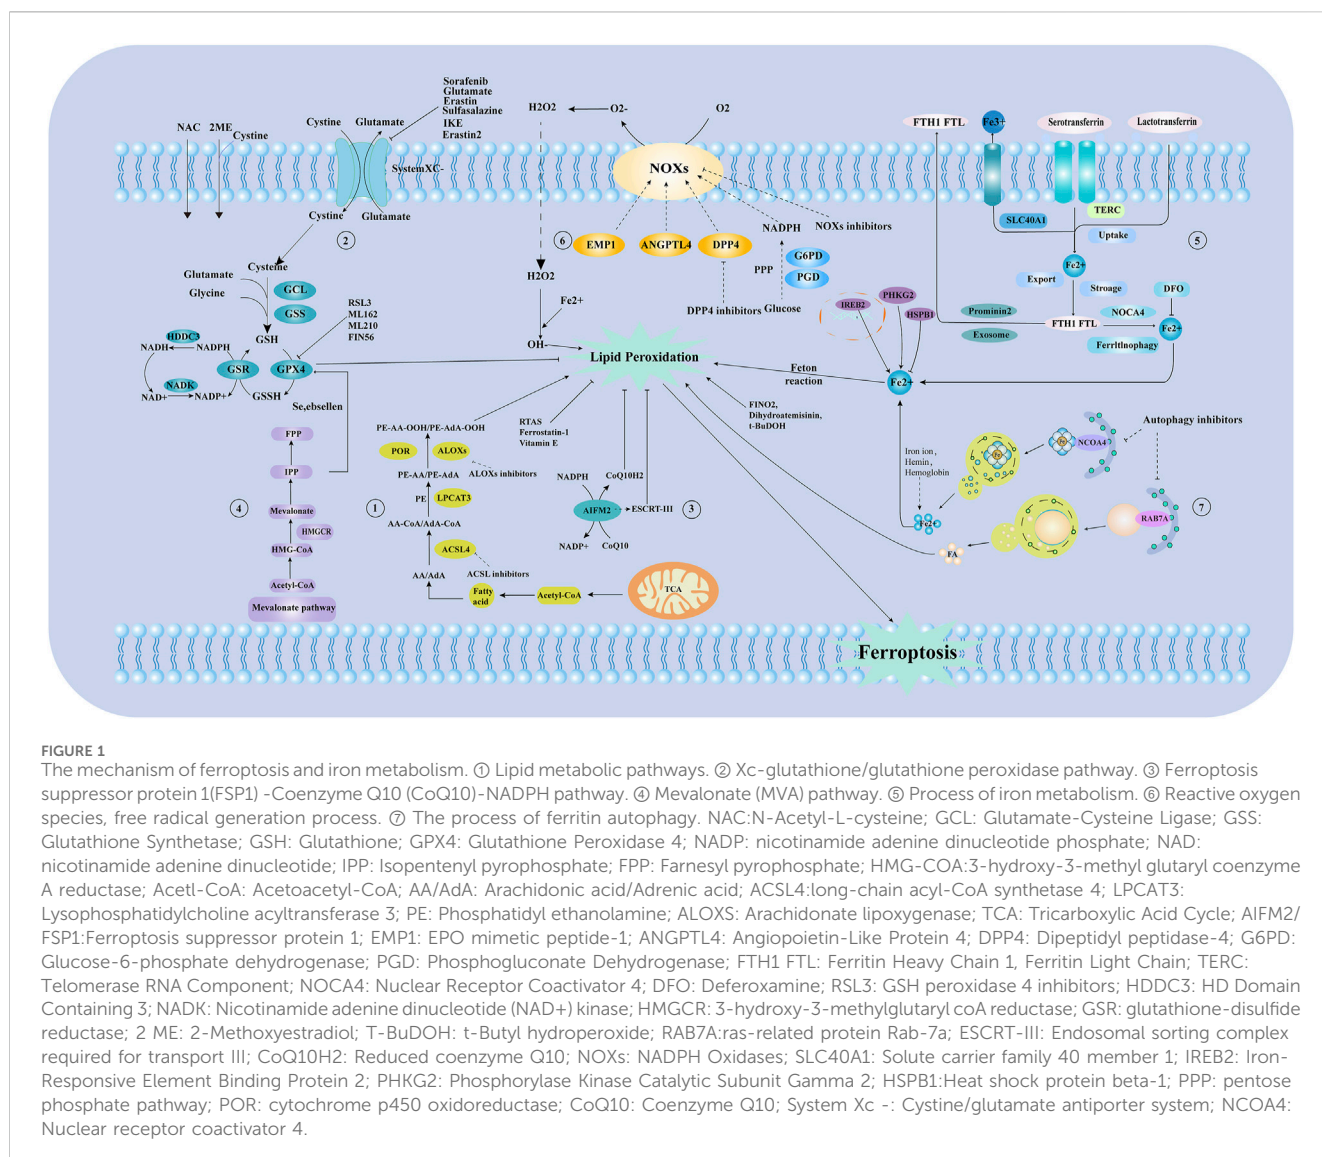 Sorafenib
Glutamate
Erastin
Sulfasalazine
IKE
Erastin2
NAC
2ME
Cystine
Cystine
Glutamate
SystemXC-
Cystine
Glutamate
②
H2O2
O2-
O2
NOXs
EMP1
ANGPTL4
DPP4
NADPH
NOXs inhibitors
G6PD
PGD
PPP
Glucose
DPP4 inhibitors
⑥
H2O2
Fe2+
OH-
FTH1 FTL
Fe3+
Serotransferrin
Lactotransferrin
SLC40A1
TERC
Uptake
⑤
Fe2+
Export
Stroage
DFO
Prominin2
FTH1 FTL
NOCA4
Fe2+
Exosome
Ferrltlnophagy
IREB2
PHKG2
HSPB1
Fe2+
Feton
reaction
Glutamate
Cysteine
Glycine
GCL
GSS
GSH
RSL3
ML162
ML210
FIN56
HDDC3
NADH
NADPH
GSR
GPX4
NADK
NAD+
NADP+
GSSH
Se,ebsellen
Lipid Peroxidation
FPP
IPP
④
Mevalonate
HMGCR
HMG-CoA
Acetyl-CoA
Mevalonate pathway
PE-AA-OOH/PE-AdA-OOH
POR
ALOXs
PE-AA/PE-AdA
ALOXs inhibitors
PE
LPCAT3
①
AA-CoA/AdA-CoA
ACSL4
AA/AdA
ACSL inhibitors
Fatty
acid
Acetyl-CoA
TCA
RTAS
Ferrostatin-1
Vitamin E
NADPH
CoQ10H2
AIFM2
ESCRT-III
③
NADP+
CoQ10
FINO2,
Dihydroatemisinin,
t-BuDOH
Iron ion ,
Hemin ,
Hemoglobin
Fe2+
FA
Fe
Fe
NCOA4
Autophagy inhibitors
RAB7A
⑦
Ferroptosis
FIGURE 1
The mechanism of ferroptosis and iron metabolism. ① Lipid metabolic pathways. ② Xc-glutathione/glutathione peroxidase pathway. ③ Ferroptosis
suppressor protein 1(FSP1) -Coenzyme Q10 (CoQ10)-NADPH pathway. ④ Mevalonate (MVA) pathway. ⑤ Process of iron metabolism. ⑥ Reactive oxygen
species, free radical generation process. ⑦ The process of ferritin autophagy. NAC:N-Acetyl-L-cysteine; GCL: Glutamate-Cysteine Ligase; GSS:
Glutathione Synthetase; GSH: Glutathione; GPX4: Glutathione Peroxidase 4; NADP: nicotinamide adenine dinucleotide phosphate; NAD:
nicotinamide adenine dinucleotide; IPP: Isopentenyl pyrophosphate; FPP: Farnesyl pyrophosphate; HMG-COA:3-hydroxy-3-methyl glutaryl coenzyme
A reductase; Acetl-CoA: Acetoacetyl-CoA; AA/AdA: Arachidonic acid/Adrenic acid; ACSL4:long-chain acyl-CoA synthetase 4; LPCAT3:
Lysophosphatidylcholine acyltransferase 3; PE: Phosphatidyl ethanolamine; ALOXS: Arachidonate lipoxygenase; TCA: Tricarboxylic Acid Cycle; AIFM2/
FSP1:Ferroptosis suppressor protein 1; EMP1: EPO mimetic peptide-1; ANGPTL4: Angiopoietin-Like Protein 4; DPP4: Dipeptidyl peptidase-4; G6PD:
Glucose-6-phosphate dehydrogenase; PGD: Phosphogluconate Dehydrogenase; FTH1 FTL: Ferritin Heavy Chain 1, Ferritin Light Chain; TERC:
Telomerase RNA Component; NOCA4: Nuclear Receptor Coactivator 4; DFO: Deferoxamine; RSL3: GSH peroxidase 4 inhibitors; HDDC3: HD Domain
Containing 3; NADK: Nicotinamide adenine dinucleotide (NAD+) kinase; HMGCR: 3-hydroxy-3-methylglutaryl coA reductase; GSR: glutathione-disulfide
reductase; 2 ME: 2-Methoxyestradiol; T-BuDOH: t-Butyl hydroperoxide; RAB7A:ras-related protein Rab-7a; ESCRT-III: Endosomal sorting complex
required for transport III; CoQ10H2: Reduced coenzyme Q10; NOXs: NADPH Oxidases; SLC40A1: Solute carrier family 40 member 1; IREB2: Iron-
Responsive Element Binding Protein 2; PHKG2: Phosphorylase Kinase Catalytic Subunit Gamma 2; HSPB1:Heat shock protein beta-1; PPP: pentose
phosphate pathway; POR: cytochrome p450 oxidoreductase; CoQ10: Coenzyme Q10; System Xc -: Cystine/glutamate antiporter system; NCOA4:
Nuclear receptor coactivator 4.